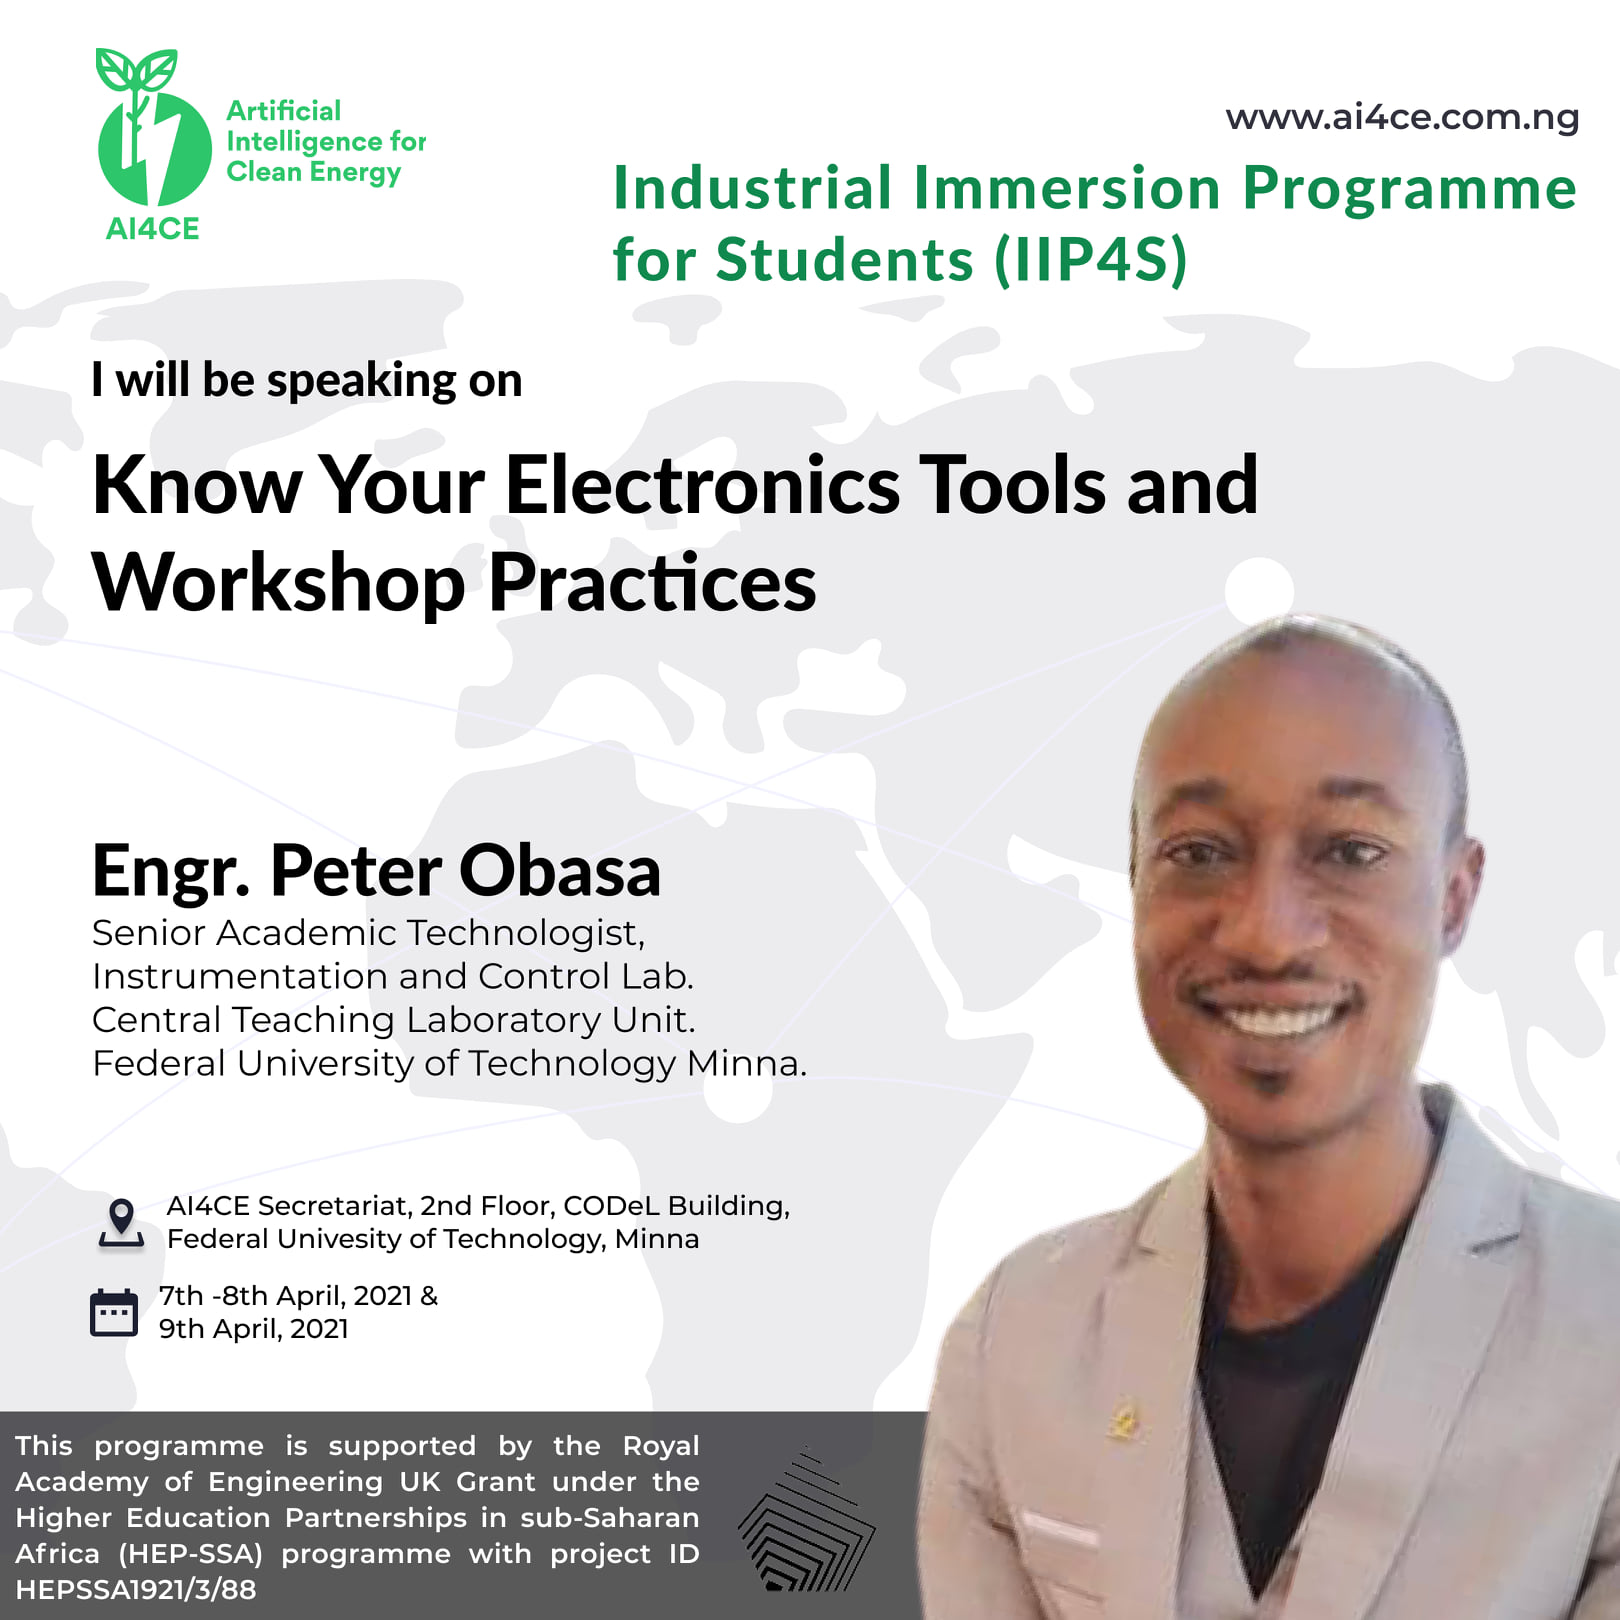 Artificial
Intelligence for
Clean Energy
AI4CE
www.ai4ce.com.ng
Industrial Immersion Programme
for Students (IIP4S)
I will be speaking on
Know Your Electronics Tools and
Workshop Practices
Engr. Peter Obasa
Senior Academic Technologist,
Instrumentation and Control Lab.
Central Teaching Laboratory Unit.
Federal University of Technology Minna.
AI4CE Secretariat, 2nd Floor, CODeL Building,
Federal Univesity of Technology, Minna
7th -8th April, 2021 &
9th April, 2021
This programme is supported by the Royal
Academy of Engineering UK Grant under the
Higher Education Partnerships in sub-Saharan
Africa (HEP-SSA) programme with project ID
HEPSSA1921/3/88